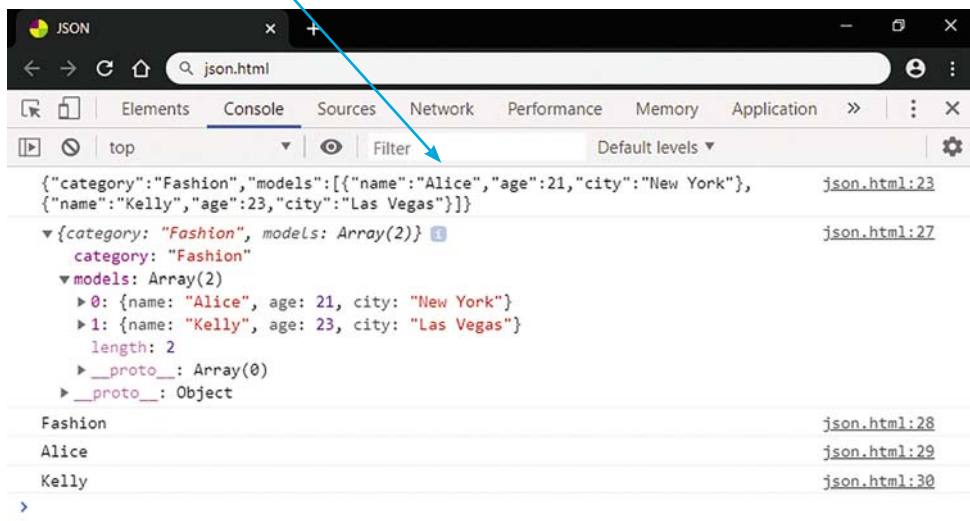 JSON
json.html
Elements Console Sources Network Performance Memory Application »
top Filter Default levels ▼
{"category":"Fashion","models":[{"name":"Alice","age":21,"city":"New York"}, json.html:23
{"name":"Kelly","age":23,"city":"Las Vegas"}]}
▼{category: "Fashion", models: Array(2)} i json.html:27
category: "Fashion"
▼models: Array(2)
▶0: {name: "Alice", age: 21, city: "New York"}
▶1: {name: "Kelly", age: 23, city: "Las Vegas"}
length: 2
▶__proto__: Array(0)
▶__proto__: Object
Fashion json.html:28
Alice json.html:29
Kelly json.html:30
>